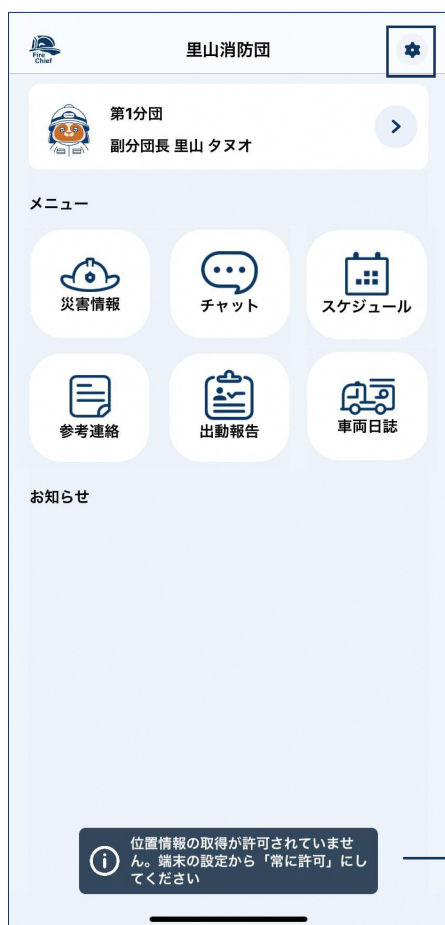 Fire
Chief
里山消防団
第1分団
副分団長 里山 タヌオ
メニュー
災害情報
チャット
スケジュール
参考連絡
出動報告
車両日誌
お知らせ
位置情報の取得が許可されていませ
ん。端末の設定から「常に許可」にし
てください